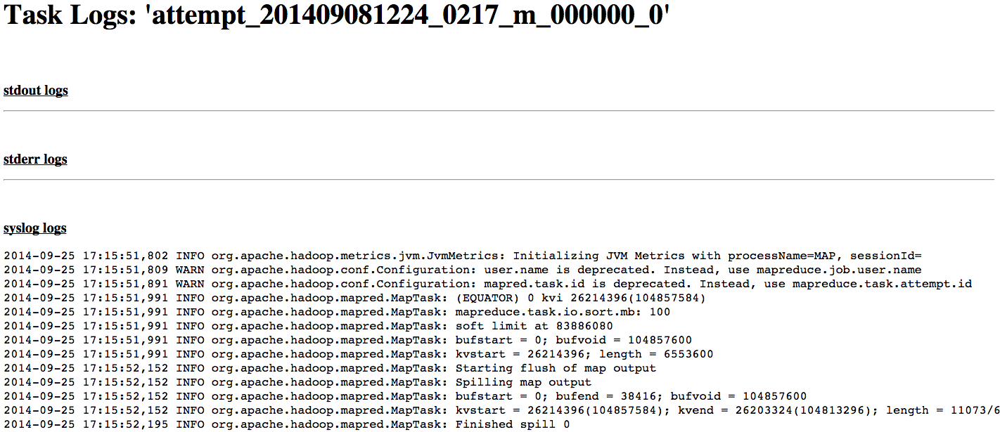 Task Logs: 'attempt_201409081224_0217_m_000000_0'
stdout logs
stderr logs
syslog logs
2014-09-25 17:15:51,802 INFO org.apache.hadoop.metrics.jvm.JvmMetrics: Initializing JVM Metrics with processName=MAP, sessionId=
2014-09-25 17:15:51,809 WARN org.apache.hadoop.conf.Configuration: user.name is deprecated. Instead, use mapreduce.job.user.name
2014-09-25 17:15:51,891 WARN org.apache.hadoop.conf.Configuration: mapred.task.id is deprecated. Instead, use mapreduce.task.attempt.id
2014-09-25 17:15:51,991 INFO org.apache.hadoop.mapred.MapTask: (EQUATOR) 0 kvi 26214396(104857584)
2014-09-25 17:15:51,991 INFO org.apache.hadoop.mapred.MapTask: mapreduce.task.io.sort.mb: 100
2014-09-25 17:15:51,991 INFO org.apache.hadoop.mapred.MapTask: soft limit at 83886080
2014-09-25 17:15:51,991 INFO org.apache.hadoop.mapred.MapTask: bufstart = 0; bufvoid = 104857600
2014-09-25 17:15:51,991 INFO org.apache.hadoop.mapred.MapTask: kvstart = 26214396; length = 6553600
2014-09-25 17:15:52,152 INFO org.apache.hadoop.mapred.MapTask: Starting flush of map output
2014-09-25 17:15:52,152 INFO org.apache.hadoop.mapred.MapTask: Spilling map output
2014-09-25 17:15:52,152 INFO org.apache.hadoop.mapred.MapTask: bufstart = 0; bufend = 38416; bufvoid = 104857600
2014-09-25 17:15:52,152 INFO org.apache.hadoop.mapred.MapTask: kvstart = 26214396(104857584); kvend = 26203324(104813296); length = 11073/6
2014-09-25 17:15:52,195 INFO org.apache.hadoop.mapred.MapTask: Finished spill 0